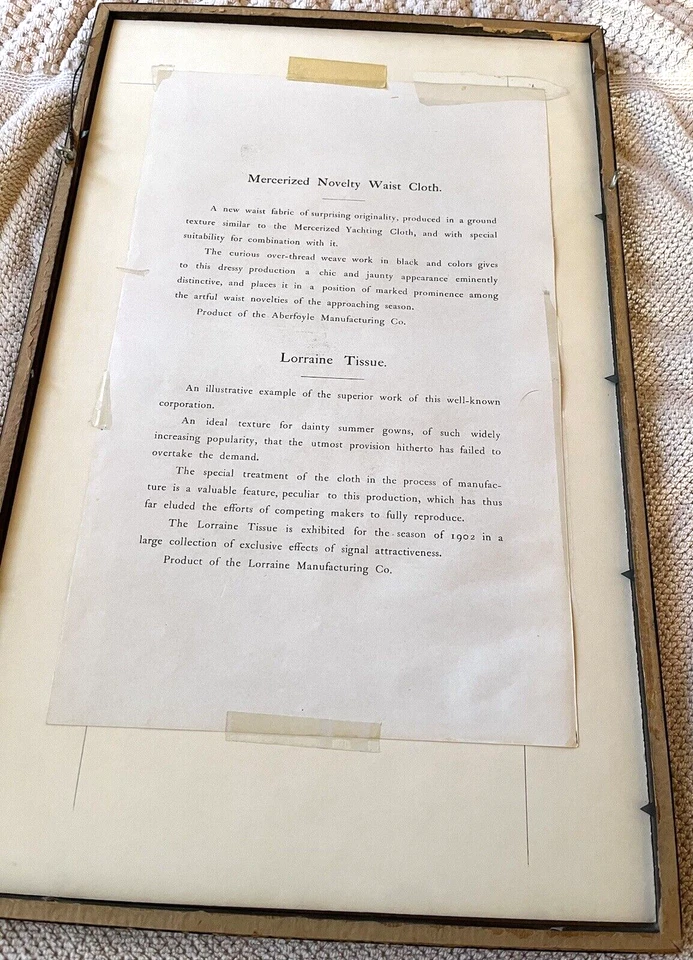 Mercerized Novelty Waist Cloth.
A new waist fabric of surprising originality, produced in a ground
texture similar to the Mercerized Yachting Cloth, and with special
suitability for combination with it.
The curious over-thread weave work in black and colors gives
to this dressy production a chic and jaunty appearance eminently
distinctive, and places it in a position of marked prominence among
the artful waist novelties of the approaching season.
Product of the Aberfoyle Manufacturing Co.
Lorraine Tissue.
An illustrative example of the superior work of this well-known
corporation.
An ideal texture for dainty summer gowns, of such widely
increasing popularity, that the utmost provision hitherto has failed to
overtake the demand.
The special treatment of the cloth in the process of manufac-
ture is a valuable feature, peculiar to this production, which has thus
far eluded the efforts of competing makers to fully reproduce.
The Lorraine Tissue is exhibited for the season of 1902 in a
large collection of exclusive effects of signal attractiveness.
Product of the Lorraine Manufacturing Co.